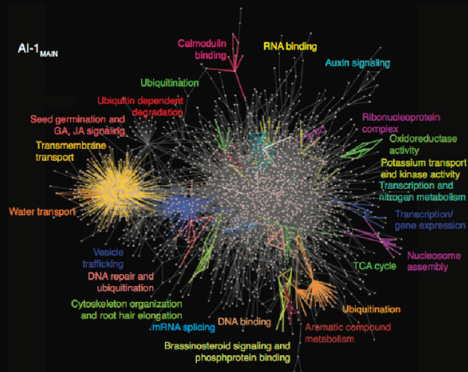 AI-1MAIN
Calmodulin
binding
RNA binding
Auxin signaling
Ubiquitination
Ubiquitin dependent
degradation
Seed germination and
GA, JA signaling
Transmembrane
transport
Water transport
Vesicle
trafficking
DNA repair and
ubiquitination
Cytoskeleton organization
and root hair elongation
mRNA splicing
DNA binding
Brassinosteroid signaling and
phosphprotein binding
Ribonucleoprotein
complex
Oxidoreductase
activity
Potassium transport
and kinase activity
Transcription and
nitrogen metabolism
Transcription/
gene expression
Nucleosome
assembly
TCA cycle
Ubiquitination
Aromatic compound
metabolism